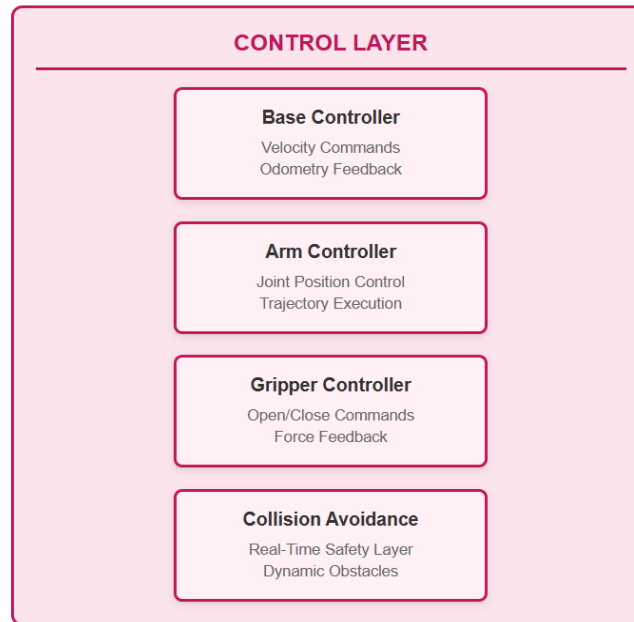 CONTROL LAYER
Base Controller
Velocity Commands
Odometry Feedback
Arm Controller
Joint Position Control
Trajectory Execution
Gripper Controller
Open/Close Commands
Force Feedback
Collision Avoidance
Real-Time Safety Layer
Dynamic Obstacles